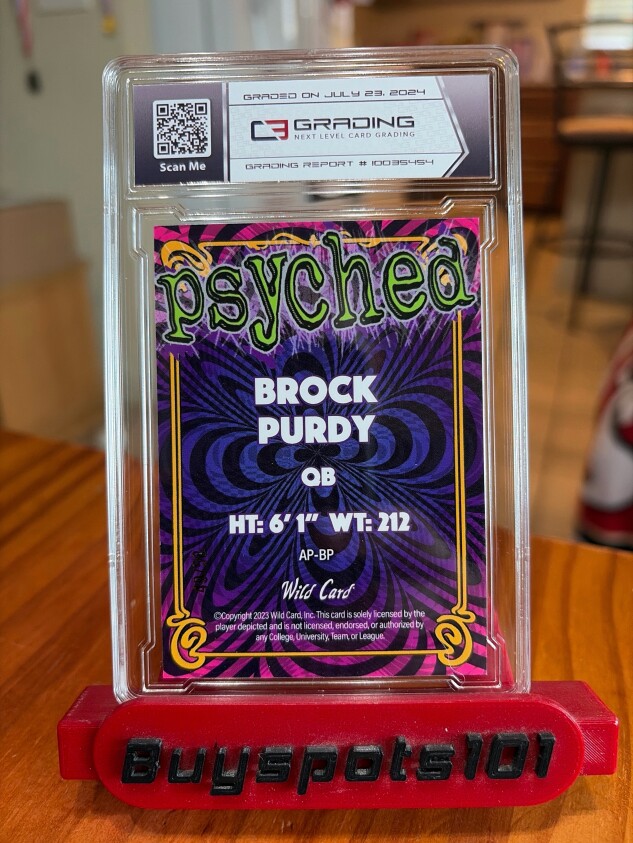 GRADED ON JULY 23, 2024
C3 GRADING
NEXT LEVEL CARD GRADING
Scan Me
GRADING REPORT # 10035454
psyched
BROCK
PURDY
QB
HT: 6' 1" WT: 212
AP-BP
Wild Card
©Copyright 2023 Wild Card, Inc. This card is solely licensed by the
player depicted and is not licensed, endorsed, or authorized by
any College, University, Team, or League.
Buyspots101